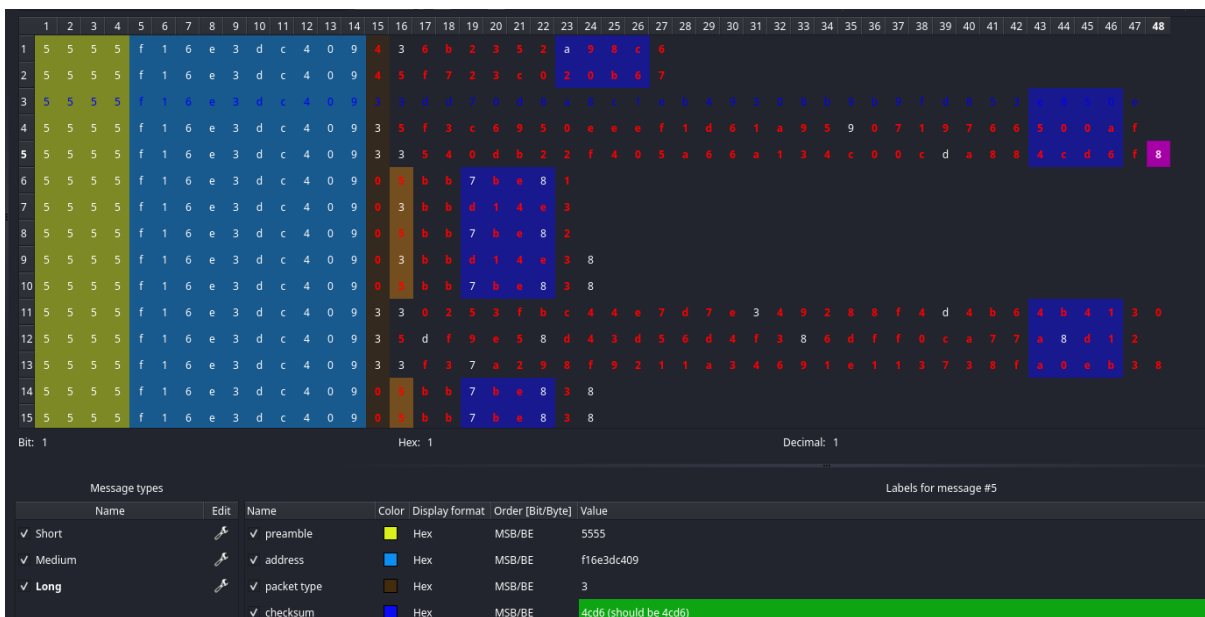 1 2 3 4 5 6 7 8 9 10 11 12 13 14 15 16 17 18 19 20 21 22 23 24 25 26 27 28 29 30 31 32 33 34 35 36 37 38 39 40 41 42 43 44 45 46 47 48
1 5 5 5 5 f 1 6 e 3 d c 4 0 9 4 3 6 b 2 3 5 2 a 9 8 c 6
2 5 5 5 5 f 1 6 e 3 d c 4 0 9 4 5 f 7 2 3 c 0 2 0 b 6 7
3 5 5 5 5 f 1 6 e 3 d c 4 0 9
4 5 5 5 5 f 1 6 e 3 d c 4 0 9 3 5 f 3 c 6 9 5 0 e e e f 1 d 6 1 a 9 5 9 0 7 1 9 7 6 6 5 0 0 a f
5 5 5 5 5 f 1 6 e 3 d c 4 0 9 3 3 5 4 0 d b 2 2 f 4 0 5 a 6 6 a 1 3 4 c 0 0 c d a 8 8 4 c d 6 f 8
6 5 5 5 5 f 1 6 e 3 d c 4 0 9 0 5 b b 7 b e 8 1
7 5 5 5 5 f 1 6 e 3 d c 4 0 9 0 3 b b d 1 4 e 3
8 5 5 5 5 f 1 6 e 3 d c 4 0 9 0 5 b b 7 b e 8 2
9 5 5 5 5 f 1 6 e 3 d c 4 0 9 0 3 b b d 1 4 e 3 8
10 5 5 5 5 f 1 6 e 3 d c 4 0 9 0 5 b b 7 b e 8 3 8
11 5 5 5 5 f 1 6 e 3 d c 4 0 9 3 3 0 2 5 3 f b c 4 4 e 7 d 7 e 3 4 9 2 8 8 f 4 d 4 b 6 4 b 4 1 3 0
12 5 5 5 5 f 1 6 e 3 d c 4 0 9 3 5 d f 9 e 5 8 d 4 3 d 5 6 d 4 f 3 8 6 d f f 0 c a 7 7 a 8 d 1 2
13 5 5 5 5 f 1 6 e 3 d c 4 0 9 3 3 f 3 7 a 2 9 8 f 9 2 1 1 a 3 4 6 9 1 e 1 1 3 7 3 8 f a 0 e b 3 8
14 5 5 5 5 f 1 6 e 3 d c 4 0 9 0 5 b b 7 b e 8 3 8
15 5 5 5 5 f 1 6 e 3 d c 4 0 9 0 5 b b 7 b e 8 3 8
Bit: 1 Hex: 1 Decimal: 1
Message types Labels for message #5
Name Edit Name Color Display format Order [Bit/Byte] Value
Short preamble Hex MSB/BE 5555
Medium address Hex MSB/BE f16e3dc409
Long packet type Hex MSB/BE 3
checksum Hex MSB/BE 4cd6 (should be 4cd6)